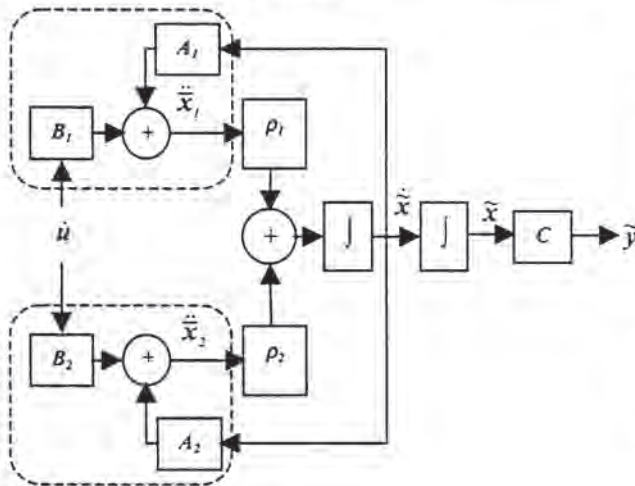 A₁
ẍ̿₁
B₁
+
ρ₁
u̇
+
∫
ẋ̃
∫
x̃
C
ỹ
B₂
+
ẍ̿₂
ρ₂
A₂